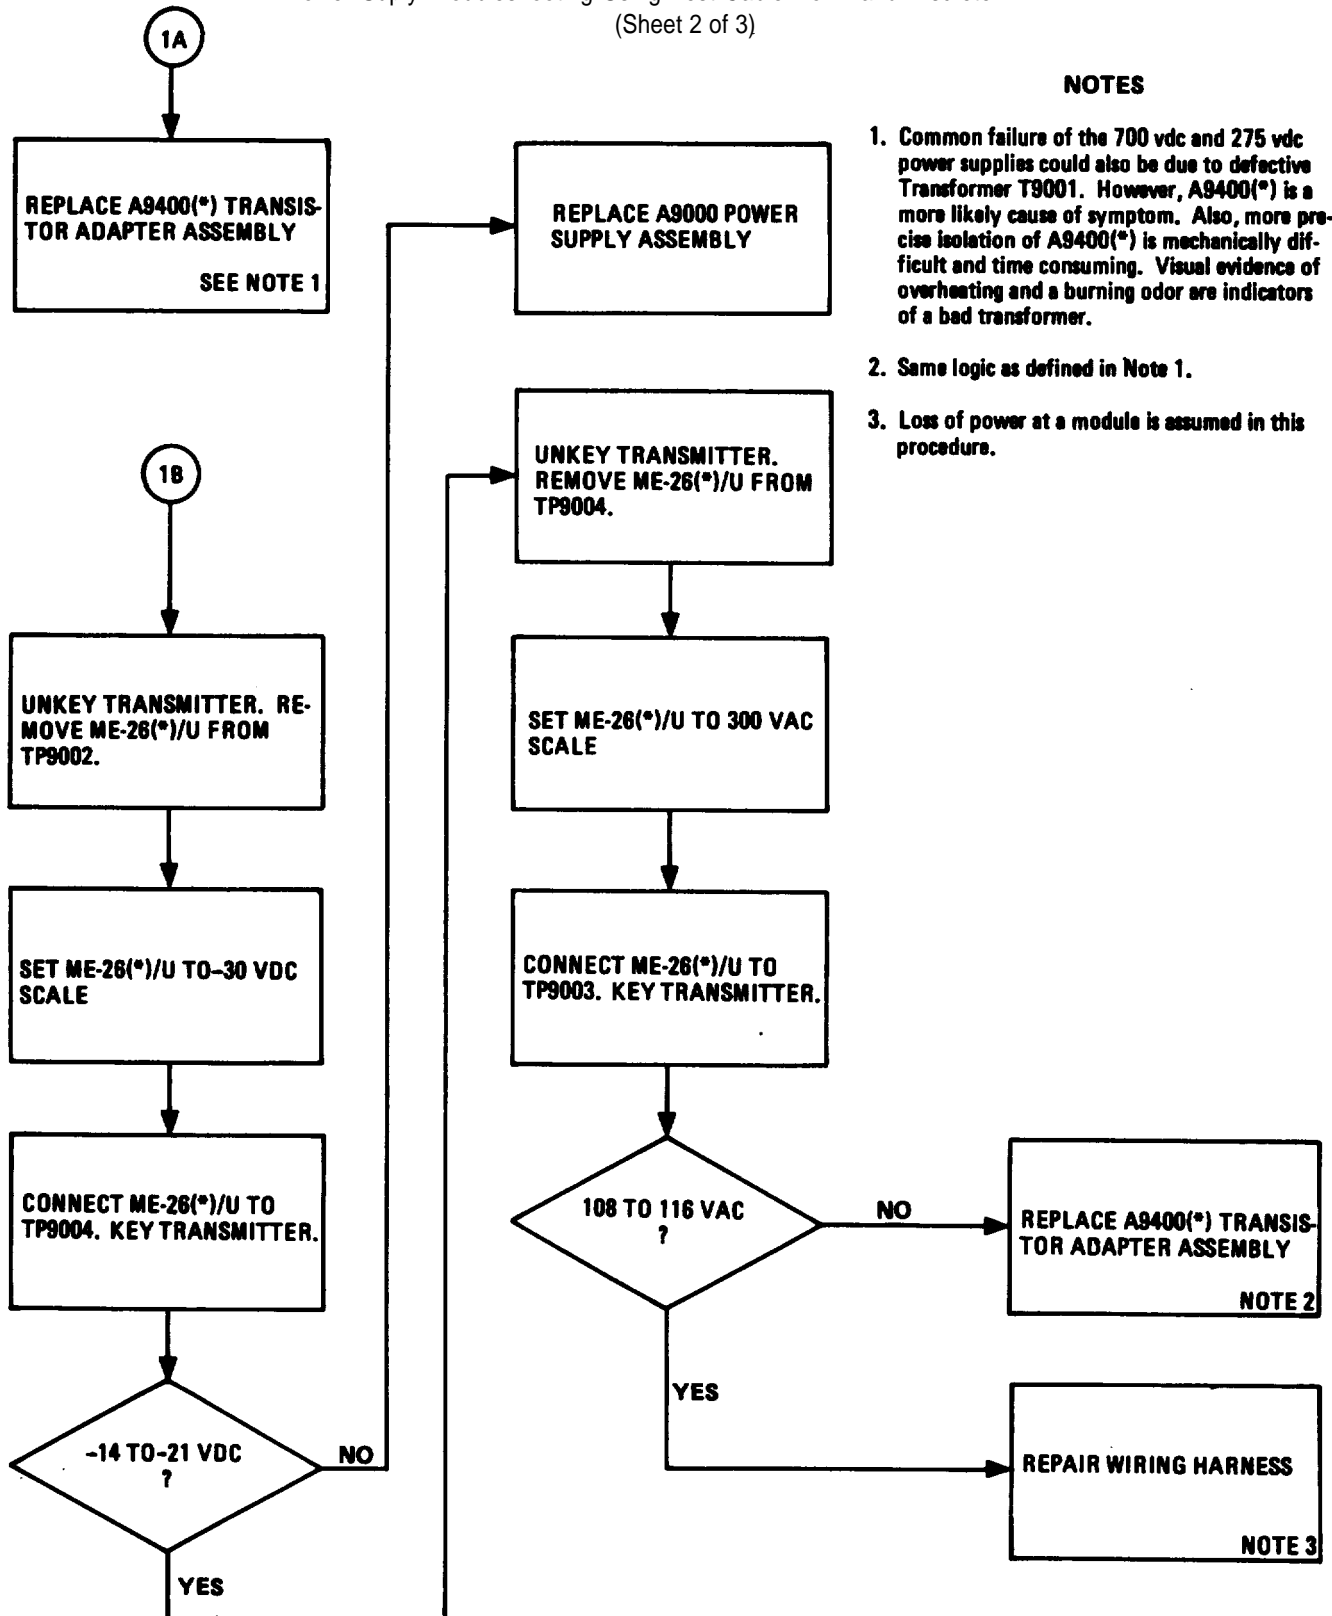 (Sheet 2 of 3)
1A
REPLACE A9400(*) TRANSIS-
TOR ADAPTER ASSEMBLY
SEE NOTE 1
REPLACE A9000 POWER
SUPPLY ASSEMBLY
NOTES
1. Common failure of the 700 vdc and 275 vdc
power supplies could also be due to defective
Transformer T9001. However, A9400(*) is a
more likely cause of symptom. Also, more pre-
cise isolation of A9400(*) is mechanically dif-
ficult and time consuming. Visual evidence of
overheating and a burning odor are indicators
of a bad transformer.
2. Same logic as defined in Note 1.
3. Loss of power at a module is assumed in this
procedure.
1B
UNKEY TRANSMITTER. RE-
MOVE ME-26(*)/U FROM
TP9002.
SET ME-26(*)/U TO-30 VDC
SCALE
CONNECT ME-26(*)/U TO
TP9004. KEY TRANSMITTER.
-14 TO-21 VDC
?
NO
YES
UNKEY TRANSMITTER.
REMOVE ME-26(*)/U FROM
TP9004.
SET ME-26(*)/U TO 300 VAC
SCALE
CONNECT ME-26(*)/U TO
TP9003. KEY TRANSMITTER.
108 TO 116 VAC
?
NO
REPLACE A9400(*) TRANSIS-
TOR ADAPTER ASSEMBLY
NOTE 2
YES
REPAIR WIRING HARNESS
NOTE 3